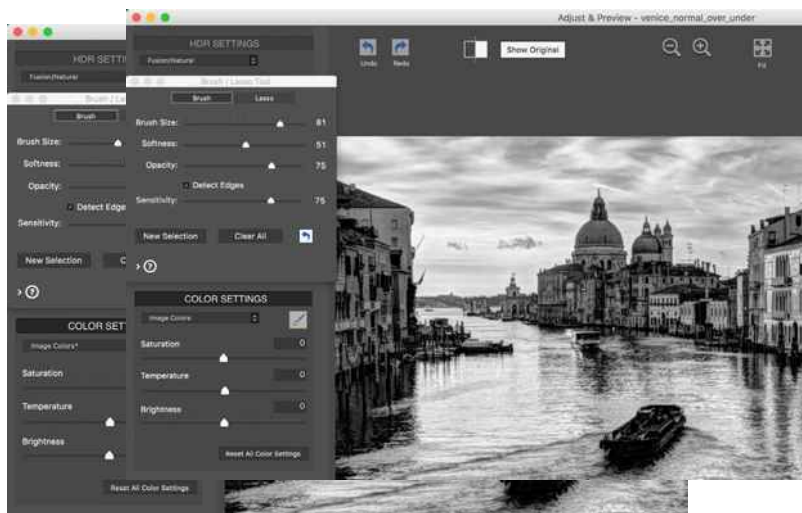 Adjust & Preview - venice_normal_over_under
HDR SETTINGS
Fusion/Natural
Undo
Redo
Show Original
Fit
Brush / Lasso Tool
Brush
Lasso
Brush Size:
81
Softness:
51
Opacity:
75
Detect Edges
Sensitivity:
75
New Selection
Clear All
COLOR SETTINGS
Image Colors
Saturation
0
Temperature
0
Brightness
0
Reset All Color Settings
HDR SETTI
Fusion/Natural
Brush / La
Brush
Brush Size:
Softness:
Opacity:
Detect Edge
Sensitivity:
New Selection
C
COLOR SET
Image Colors*
Saturation
Temperature
Brightness
Reset All Color Settings